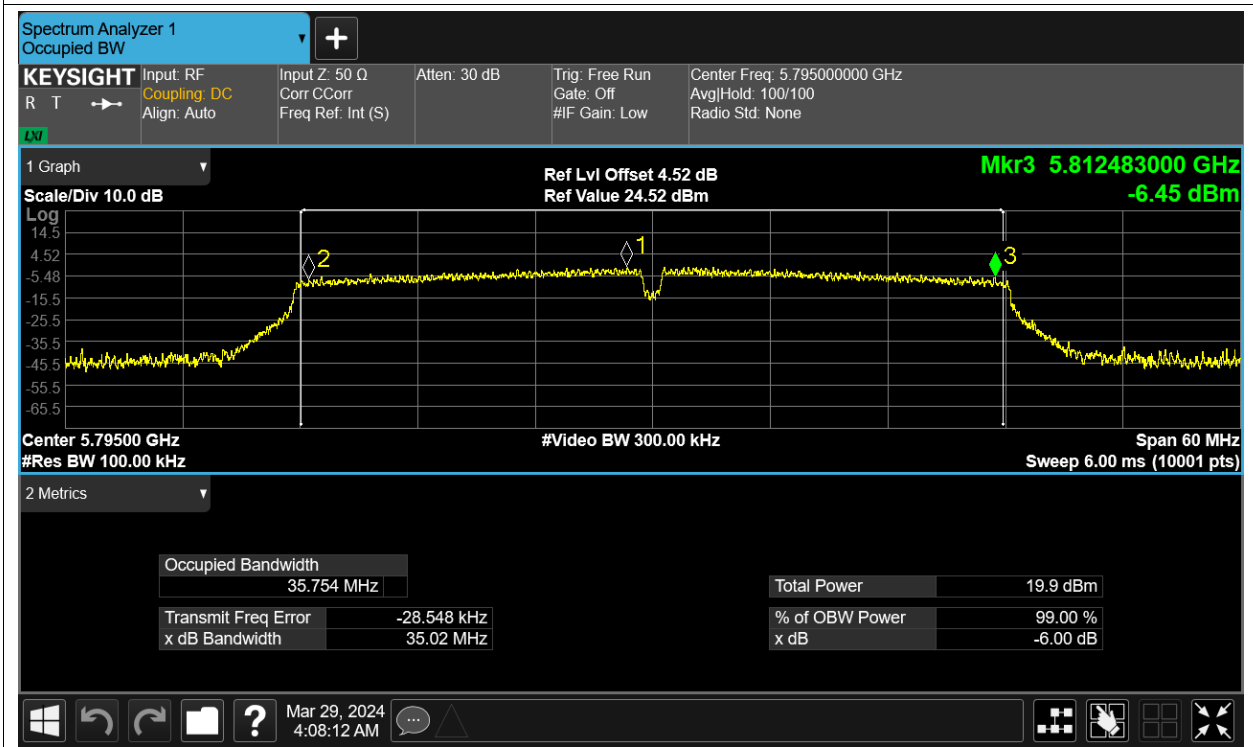 Spectrum Analyzer 1
Occupied BW
KEYSIGHT
R T
LXI
Input: RF
Coupling: DC
Align: Auto
Input Z: 50 Ω
Corr CCorr
Freq Ref: Int (S)
Atten: 30 dB
Trig: Free Run
Gate: Off
#IF Gain: Low
Center Freq: 5.795000000 GHz
Avg|Hold: 100/100
Radio Std: None
1 Graph
Scale/Div 10.0 dB
Ref Lvl Offset 4.52 dB
Ref Value 24.52 dBm
Mkr3 5.812483000 GHz
-6.45 dBm
Log
14.5
4.52
-5.48
-15.5
-25.5
-35.5
-45.5
-55.5
-65.5
2
1
3
Center 5.79500 GHz
#Res BW 100.00 kHz
#Video BW 300.00 kHz
Span 60 MHz
Sweep 6.00 ms (10001 pts)
2 Metrics
Occupied Bandwidth
35.754 MHz
Transmit Freq Error -28.548 kHz
x dB Bandwidth 35.02 MHz
Total Power 19.9 dBm
% of OBW Power 99.00 %
x dB -6.00 dB
?
Mar 29, 2024
4:08:12 AM